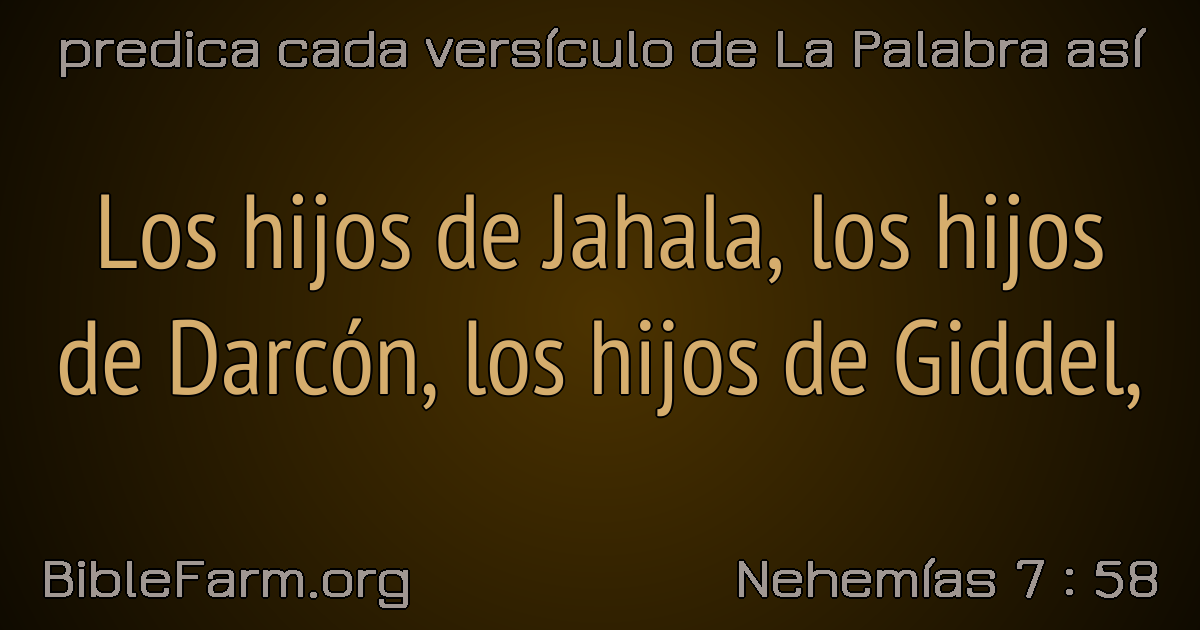 predica cada versículo de La Palabra así
Los hijos de Jahala, los hijos
de Darcón, los hijos de Giddel,
BibleFarm.org
Nehemías 7 : 58